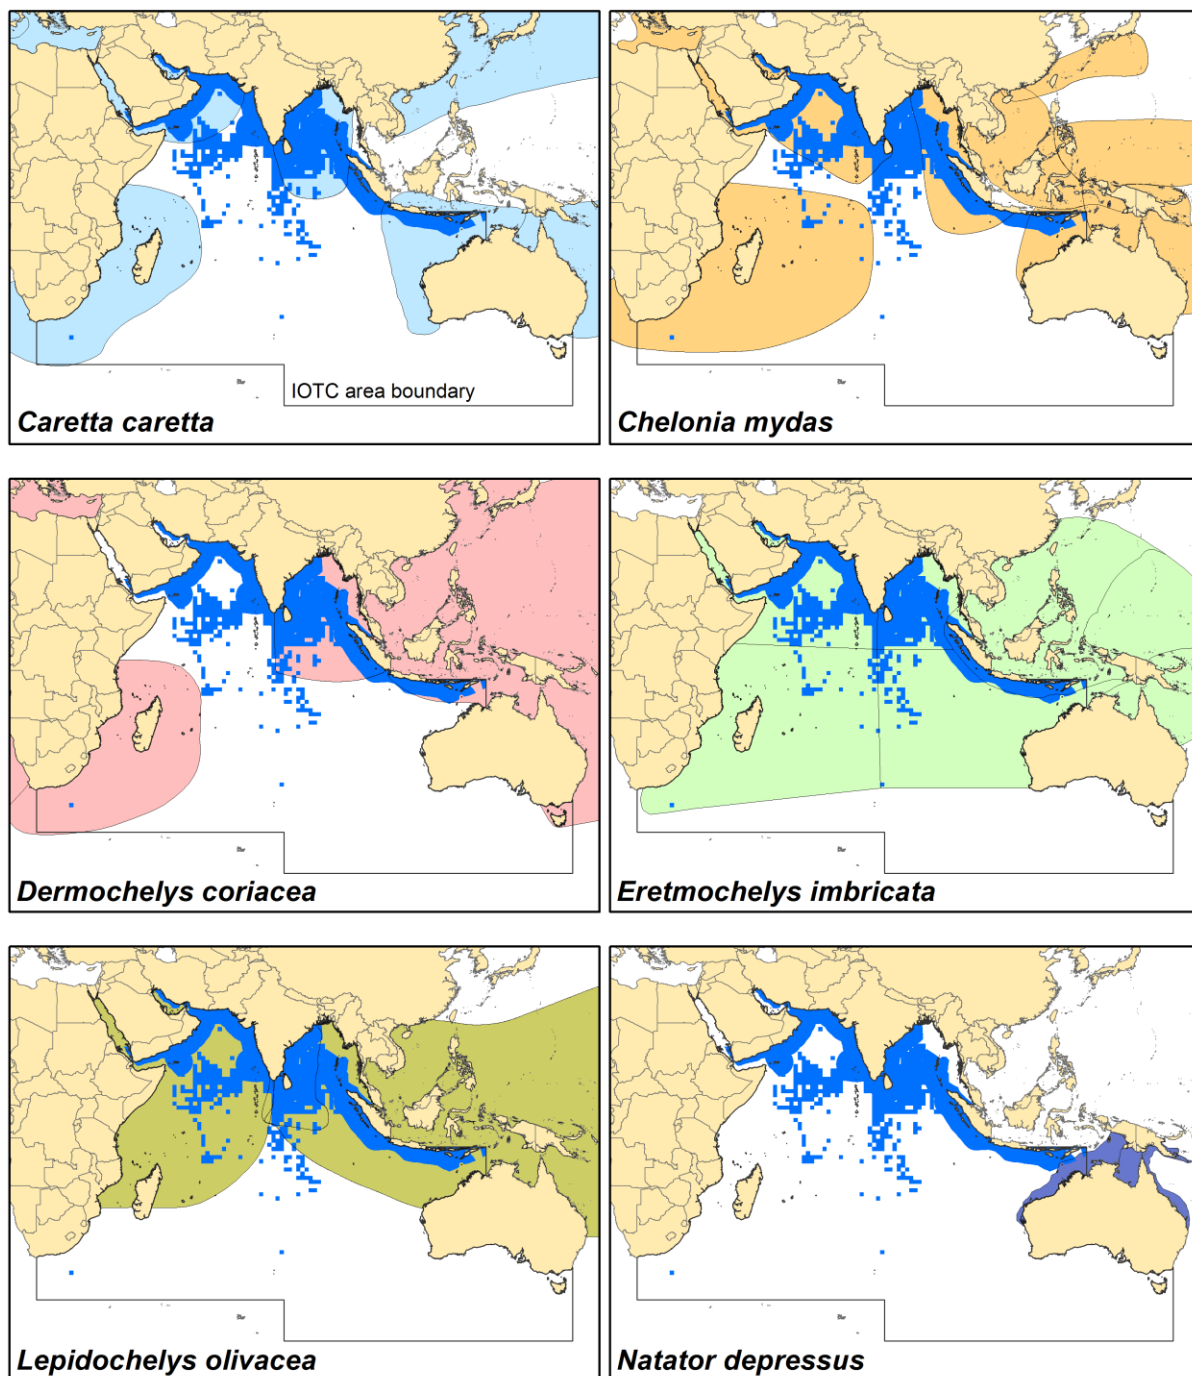 IOTC area boundary
Caretta caretta
Chelonia mydas
Dermochelys coriacea
Eretmochelys imbricata
Lepidochelys olivacea
Natator depressus